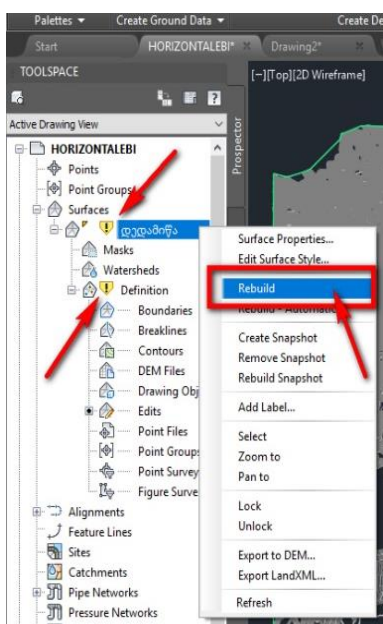 Palettes Create Ground Data Create De
Start HORIZONTALEBI* Drawing2*
TOOLSPACE
[−][Top][2D Wireframe]
Active Drawing View
Prospector
HORIZONTALEBI
Points
Point Groups
Surfaces
დედამიწა
Masks
Watersheds
Definition
Boundaries
Breaklines
Contours
DEM Files
Drawing Obj
Edits
Point Files
Point Group
Point Survey
Figure Surve
Alignments
Feature Lines
Sites
Catchments
Pipe Networks
Pressure Networks
Surface Properties...
Edit Surface Style...
Rebuild
Rebuild - Automatic
Create Snapshot
Remove Snapshot
Rebuild Snapshot
Add Label...
Select
Zoom to
Pan to
Lock
Unlock
Export to DEM...
Export LandXML...
Refresh